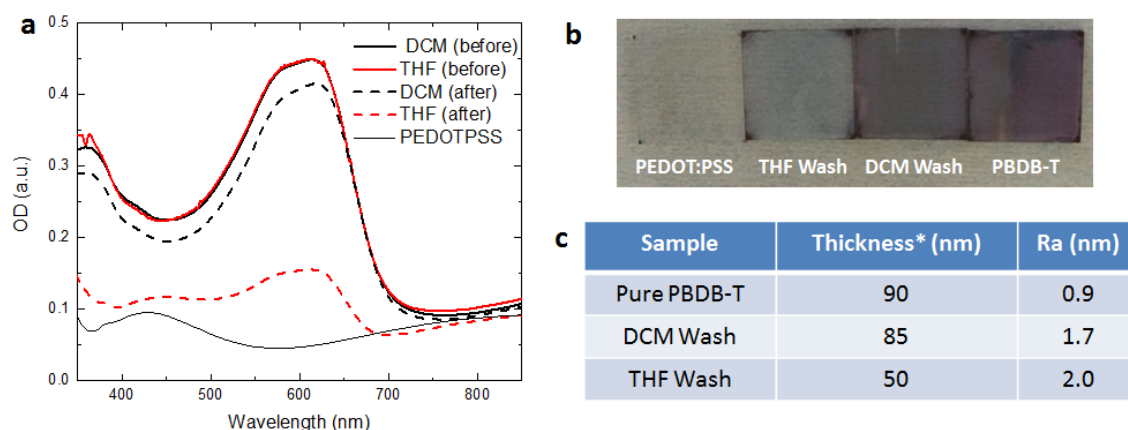 a
0.5
0.4
0.3
0.2
0.1
0.0
OD (a.u.)
DCM (before)
THF (before)
DCM (after)
THF (after)
PEDOTPSS
400 500 600 700 800
Wavelength (nm)
b
PEDOT:PSS THF Wash DCM Wash PBDB-T
c
Sample Thickness* (nm) Ra (nm)
Pure PBDB-T 90 0.9
DCM Wash 85 1.7
THF Wash 50 2.0